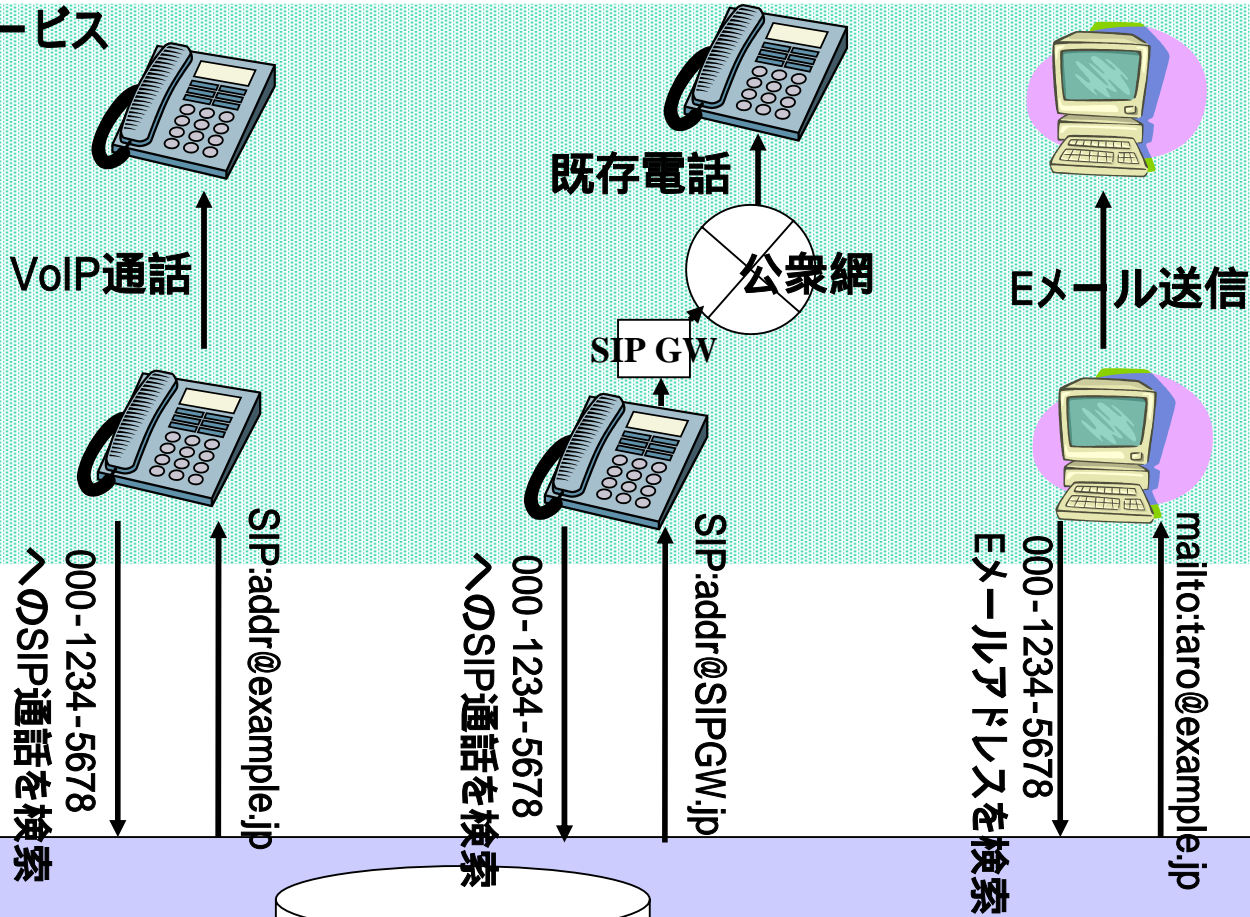 ービス
既存電話
VoIP通話
公衆網
Eメール送信
SIP GW
000-1234-5678
へのSIP通話を検索
SIP:addr@example.jp
000-1234-5678
へのSIP通話を検索
SIP:addr@SIPGW.jp
000-1234-5678
Eメールアドレスを検索
mailto:taro@example.jp